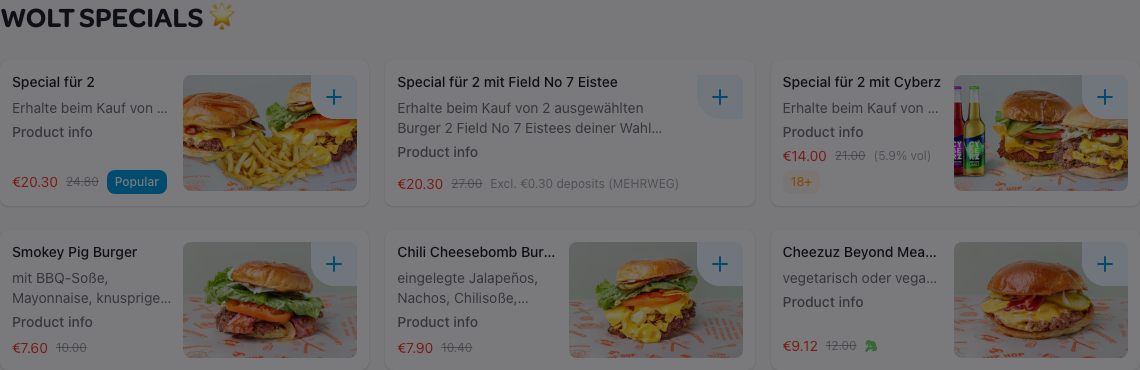 WOLT SPECIALS
Special für 2
Erhalte beim Kauf von ...
Product info
€20.30 24.80 Popular
Special für 2 mit Field No 7 Eistee
Erhalte beim Kauf von 2 ausgewählten
Burger 2 Field No 7 Eistees deiner Wahl...
Product info
€20.30 27.00 Excl. €0.30 deposits (MEHRWEG)
Special für 2 mit Cyberz
Erhalte beim Kauf von ...
Product info
€14.00 21.00 (5.9% vol)
18+
Smokey Pig Burger
mit BBQ-Soße,
Mayonnaise, knusprige...
Product info
€7.60 10.00
Chili Cheesebomb Bur...
eingelegte Jalapeños,
Nachos, Chilisoße,...
Product info
€7.90 10.40
Cheezuz Beyond Mea...
vegetarisch oder vega...
Product info
€9.12 12.00